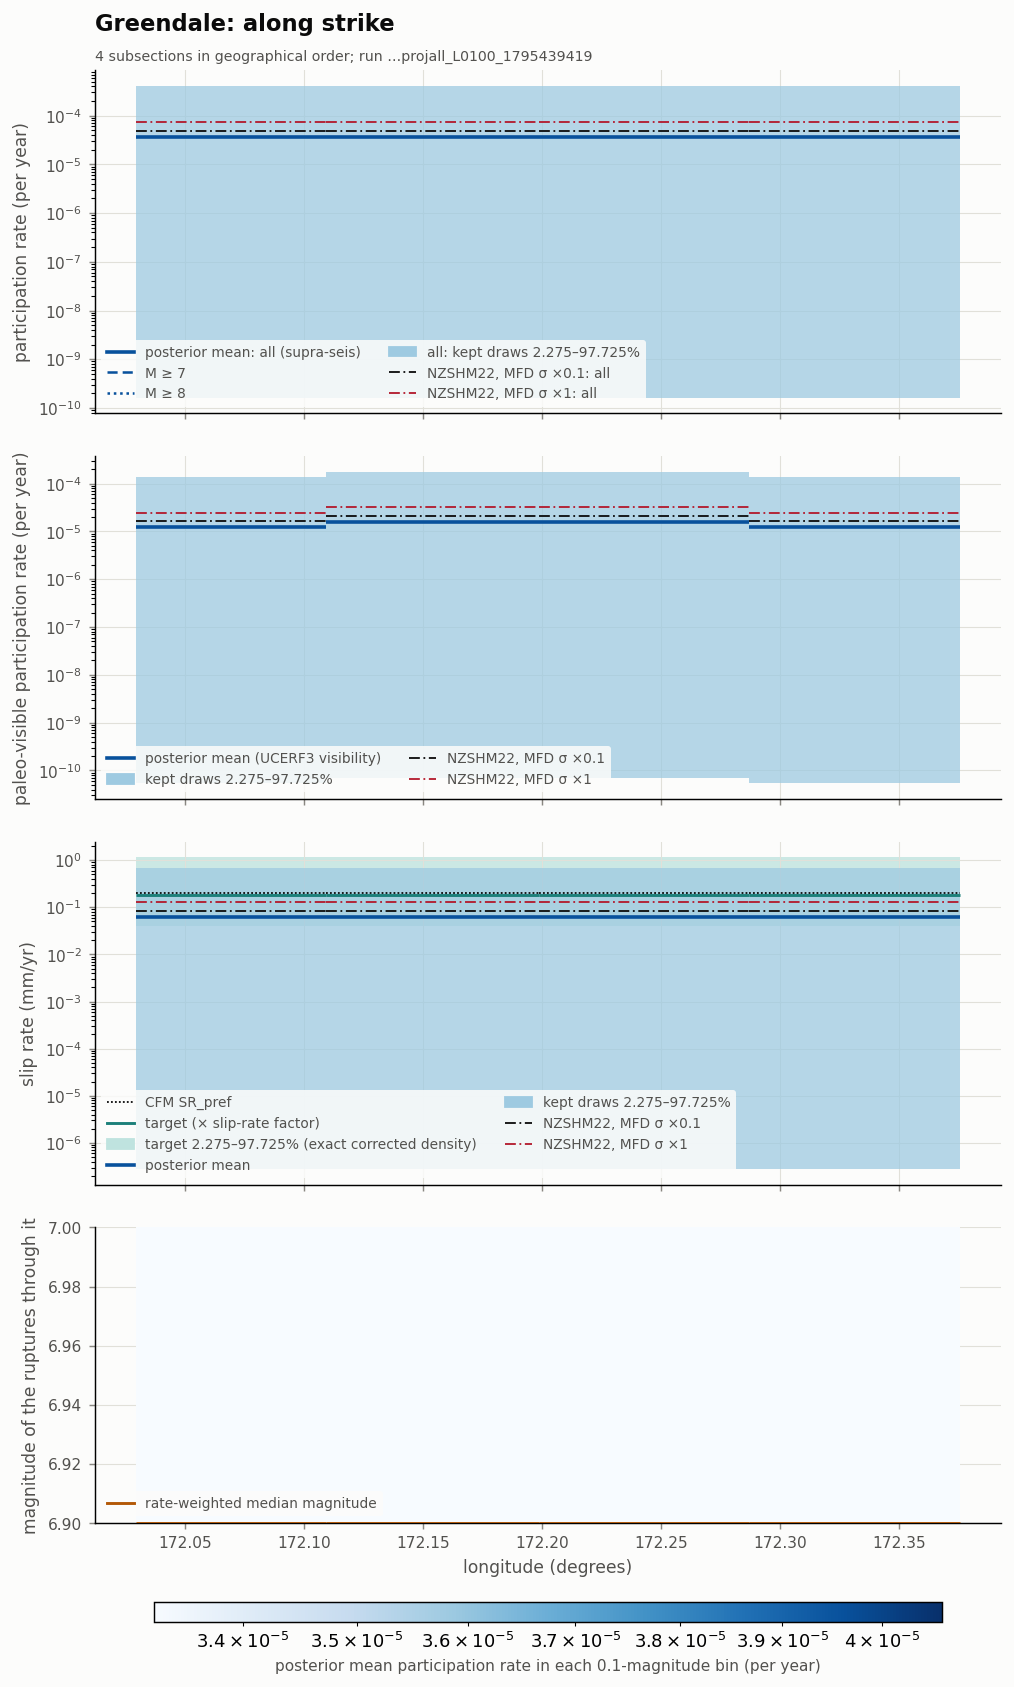 Greendale: along strike
4 subsections in geographical order; run ...projall_L0100_1795439419
participation rate (per year)
10⁻⁴
10⁻⁵
10⁻⁶
10⁻⁷
10⁻⁸
10⁻⁹
10⁻¹⁰
posterior mean: all (supra-seis)
M ≥ 7
M ≥ 8
all: kept draws 2.275–97.725%
NZSHM22, MFD σ ×0.1: all
NZSHM22, MFD σ ×1: all
paleo-visible participation rate (per year)
10⁻⁴
10⁻⁵
10⁻⁶
10⁻⁷
10⁻⁸
10⁻⁹
10⁻¹⁰
posterior mean (UCERF3 visibility)
kept draws 2.275–97.725%
NZSHM22, MFD σ ×0.1
NZSHM22, MFD σ ×1
slip rate (mm/yr)
10⁰
10⁻¹
10⁻²
10⁻³
10⁻⁴
10⁻⁵
10⁻⁶
CFM SR_pref
target (× slip-rate factor)
target 2.275–97.725% (exact corrected density)
posterior mean
kept draws 2.275–97.725%
NZSHM22, MFD σ ×0.1
NZSHM22, MFD σ ×1
magnitude of the ruptures through it
7.00
6.98
6.96
6.94
6.92
6.90
rate-weighted median magnitude
172.05 172.10 172.15 172.20 172.25 172.30 172.35
longitude (degrees)
3.4 × 10⁻⁵ 3.5 × 10⁻⁵ 3.6 × 10⁻⁵ 3.7 × 10⁻⁵ 3.8 × 10⁻⁵ 3.9 × 10⁻⁵ 4 × 10⁻⁵
posterior mean participation rate in each 0.1-magnitude bin (per year)